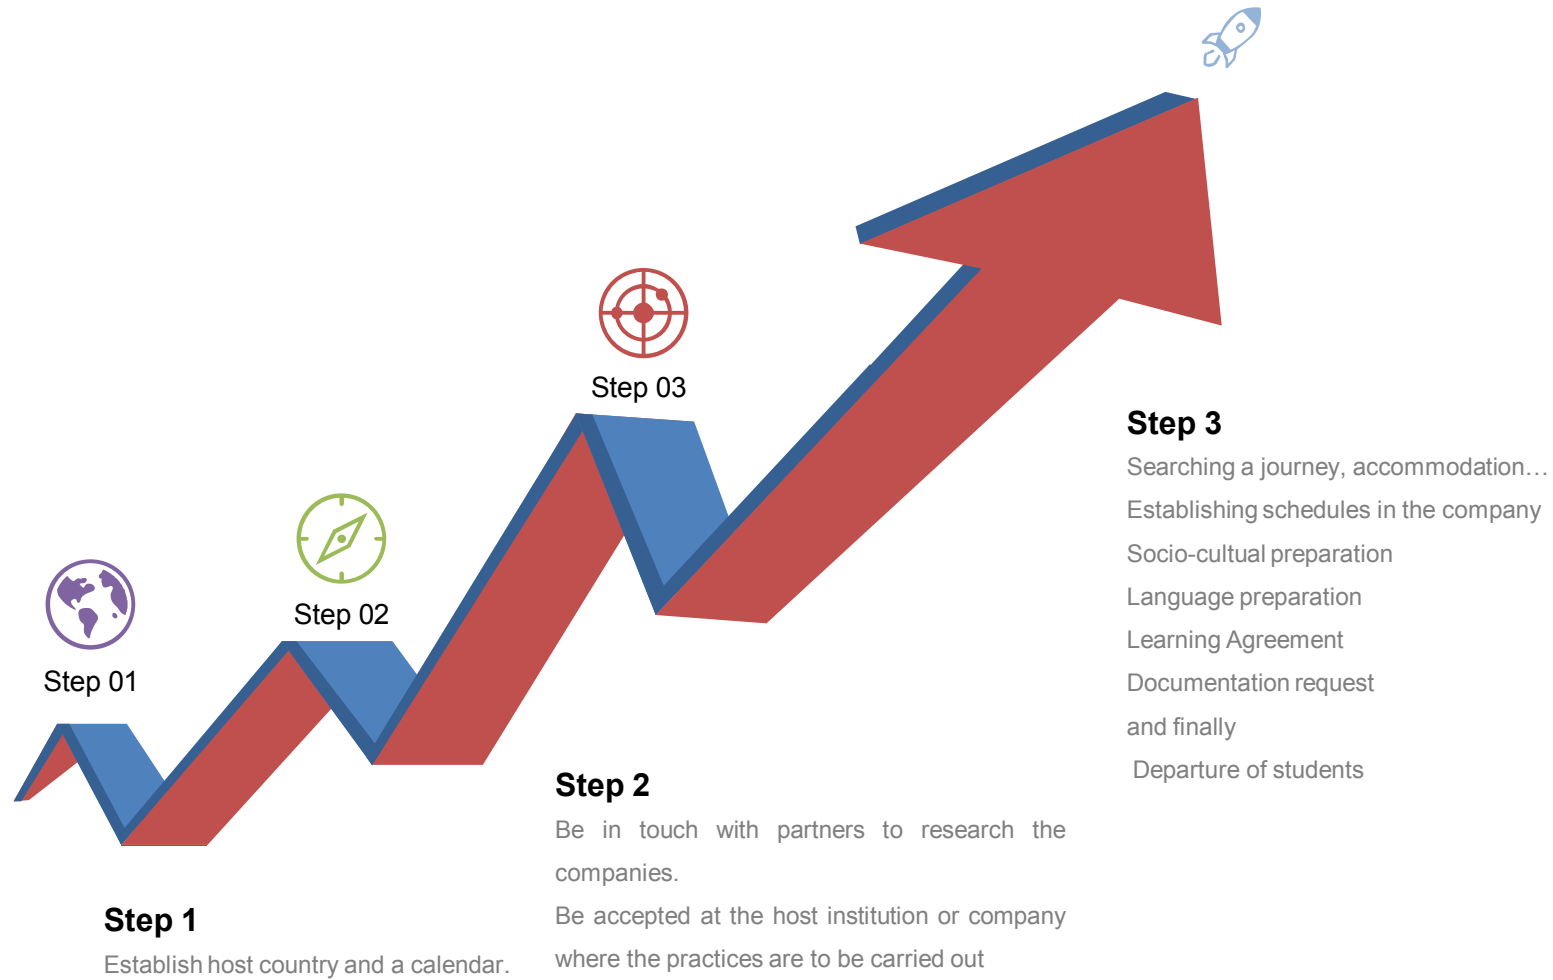 Step 01
Step 02
Step 03
Step 1
Establish host country and a calendar.
Step 2
Be in touch with partners to research the
companies.
Be accepted at the host institution or company
where the practices are to be carried out
Step 3
Searching a journey, accommodation…
Establishing schedules in the company
Socio-cultual preparation
Language preparation
Learning Agreement
Documentation request
and finally
Departure of students